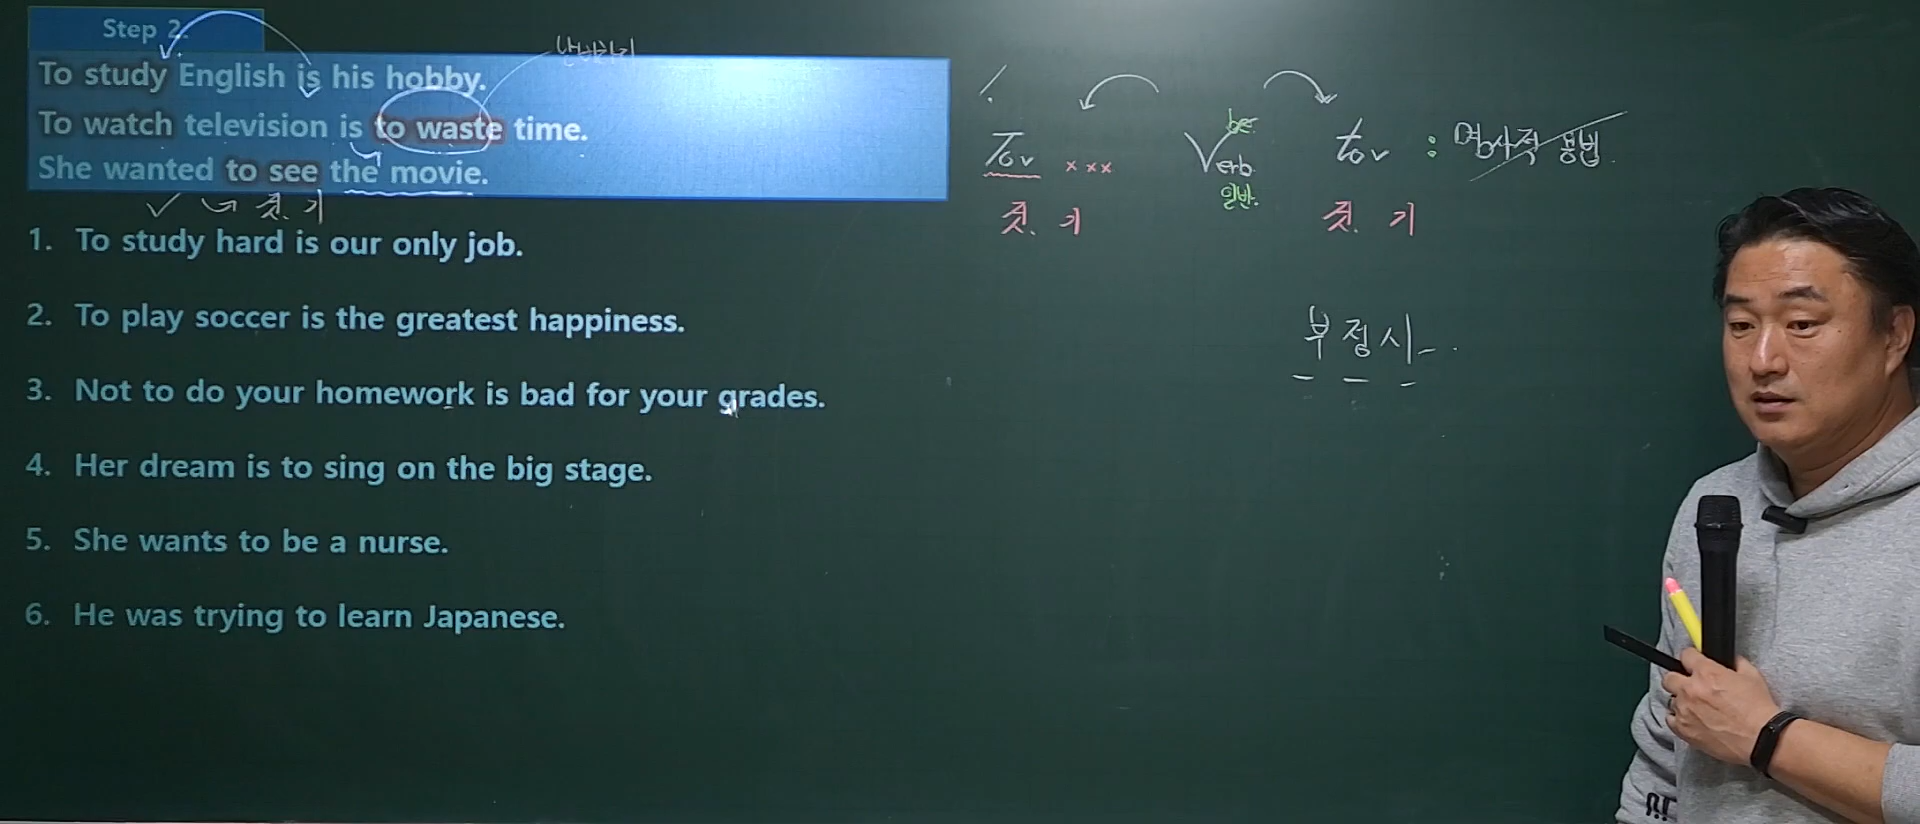 Step 2.
To study English is his hobby.
To watch television is to waste time.
She wanted to see the movie.
낭비하기
것. 기
1. To study hard is our only job.
2. To play soccer is the greatest happiness.
3. Not to do your homework is bad for your grades.
4. Her dream is to sing on the big stage.
5. She wants to be a nurse.
6. He was trying to learn Japanese.
Tov ×××
be.
Verb
일반.
tov : 명사적 용법.
것. 기
것. 기
부정시